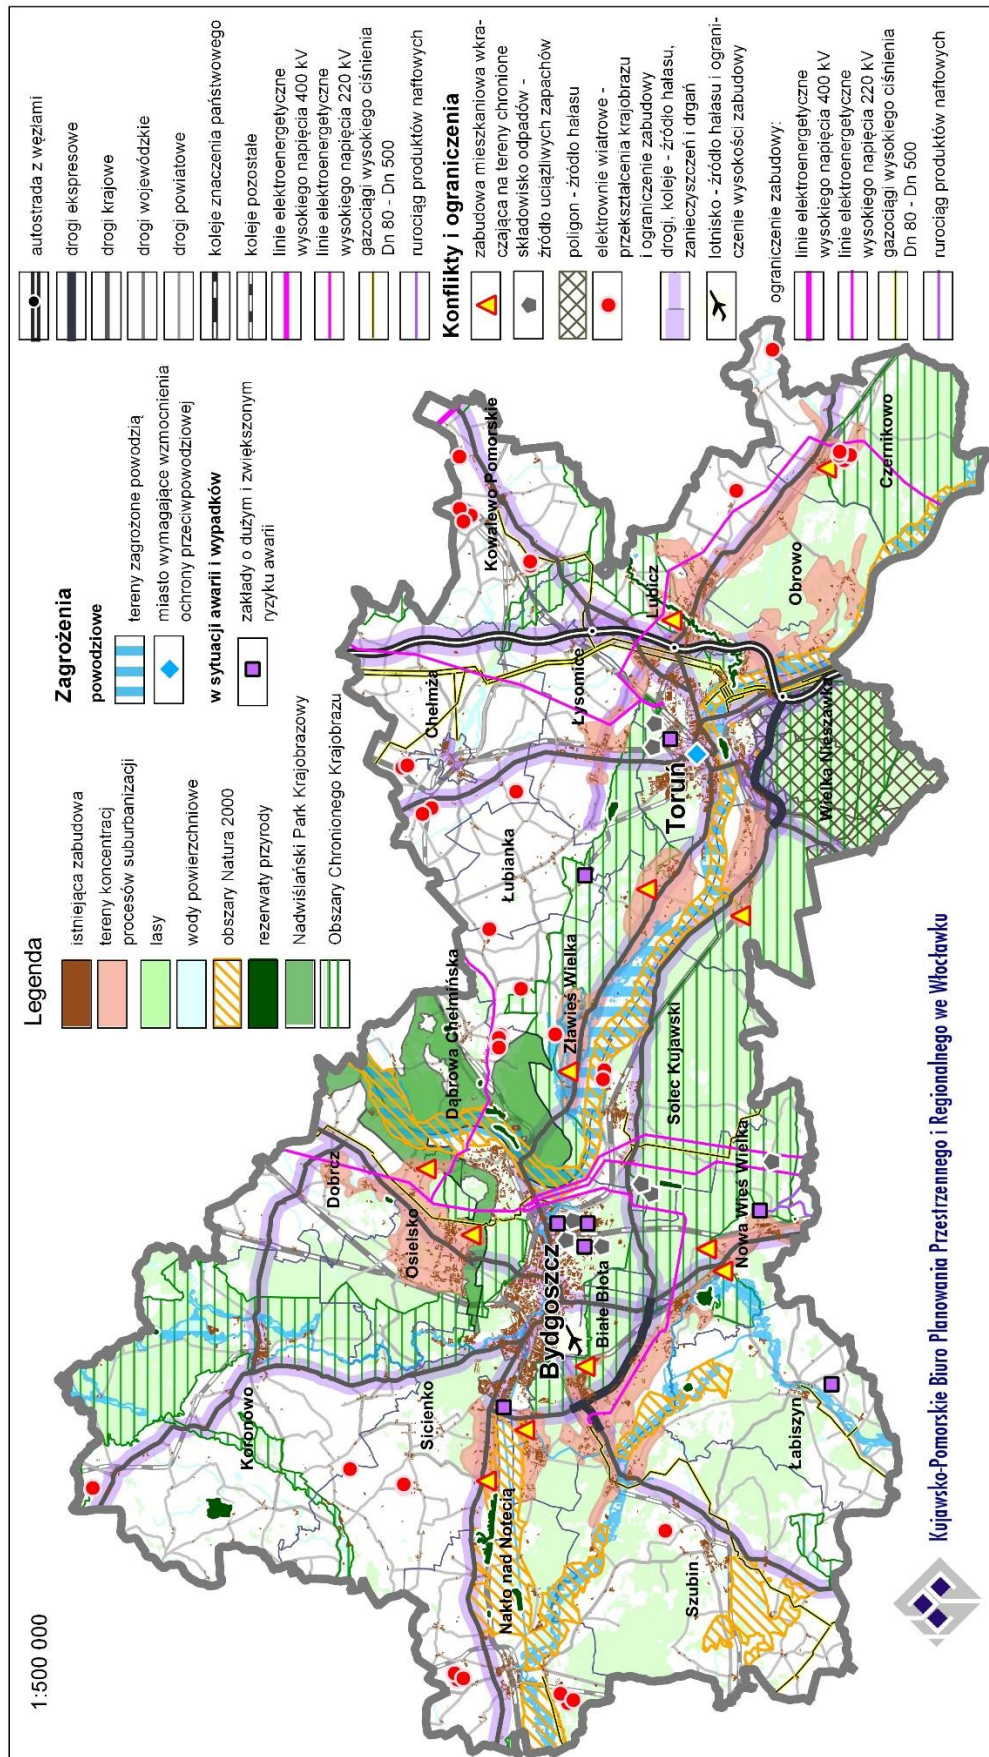 1:500 000
Legenda
istniejąca zabudowa
tereny koncentracj
procesów suburbanizacji
lasy
wody powierzchniowe
obszary Natura 2000
rezerwaty przyrody
Nadwiślański Park Krajobrazowy
Obszary Chronionego Krajobrazu
Zagrożenia
powodziowe
tereny zagrożone powodzią
miasto wymagające wzmocnienia
ochrony przeciwpowodziowej
w sytuacji awarii i wypadków
zakłady o dużym i zwiększonym
ryzyku awarii
autostrada z węzłami
drogi ekspresowe
drogi krajowe
drogi wojewódzkie
drogi powiatowe
koleje znaczenia państwowego
koleje pozostałe
linie elektroenergetyczne
wysokiego napięcia 400 kV
linie elektroenergetyczne
wysokiego napięcia 220 kV
gazociągi wysokiego ciśnienia
Dn 80 - Dn 500
rurociąg produktów naftowych
Konflikty i ograniczenia
zabudowa mieszkaniowa wkra-
czająca na tereny chronione
składowisko odpadów -
źródło uciążliwych zapachów
poligon - źródło hałasu
elektrownie wiatrowe -
przekształcenia krajobrazu
i ograniczenie zabudowy
drogi, koleje - źródło hałasu,
zanieczyszczeń i drgań
lotnisko - źródło hałasu i ograni-
czenie wysokości zabudowy
ograniczenie zabudowy:
linie elektroenergetyczne
wysokiego napięcia 400 kV
linie elektroenergetyczne
wysokiego napięcia 220 kV
gazociągi wysokiego ciśnienia
Dn 80 - Dn 500
rurociąg produktów naftowych
Koronowo
Sicienko
Nakło nad Notecią
Szubin
Łabiszyn
Dobrcz
Osielsko
Bydgoszcz
Białe Błota
Nowa Wieś Wielka
Dąbrowa Chełmińska
Zławieś Wielka
Solec Kujawski
Łubianka
Chełmża
Łysomice
Toruń
Wielka Nieszawka
Kowalewo Pomorskie
Lubicz
Obrowo
Czernikowo
Kujawsko-Pomorskie Biuro Planowania Przestrzennego i Regionalnego we Włocławku